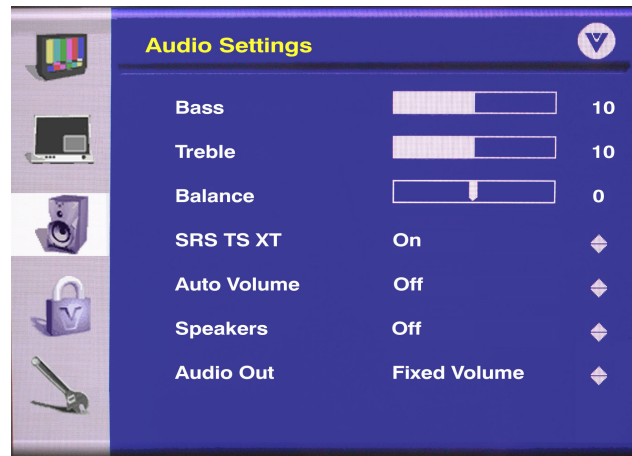 Audio Settings
Bass 10
Treble 10
Balance 0
SRS TS XT On
Auto Volume Off
Speakers Off
Audio Out Fixed Volume